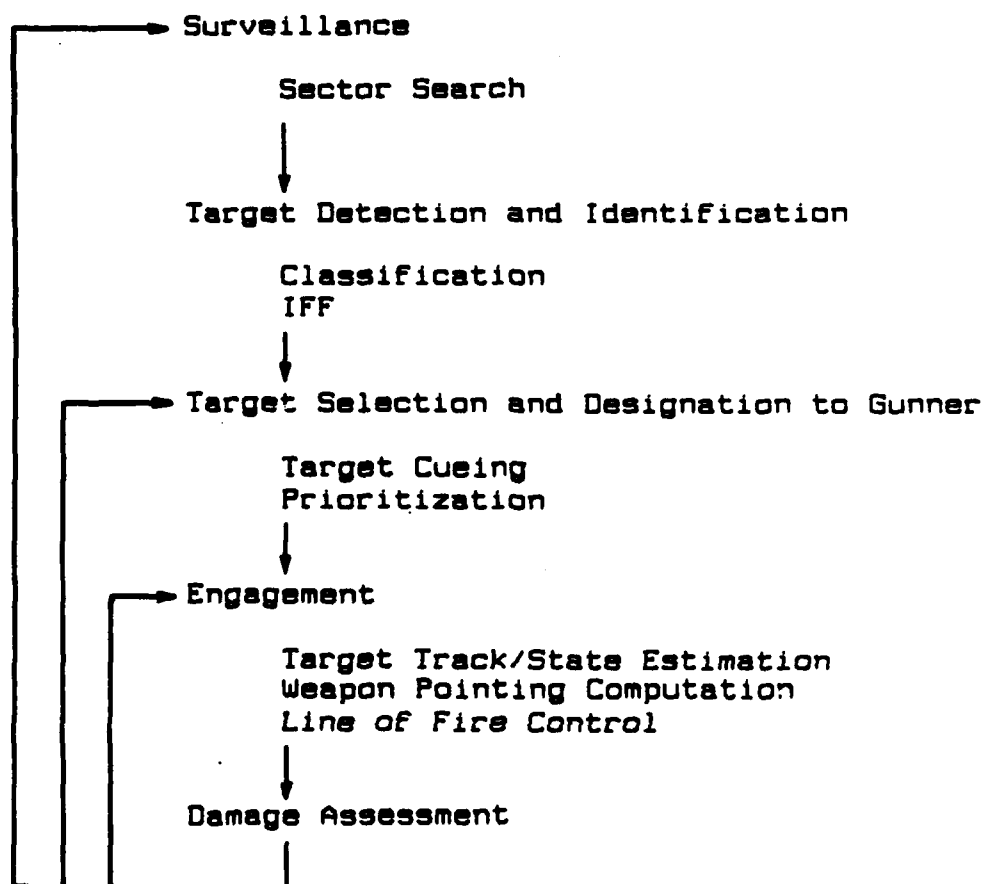 Surveillance
Sector Search
Target Detection and Identification
Classification
IFF
Target Selection and Designation to Gunner
Target Cueing
Prioritization
Engagement
Target Track/State Estimation
Weapon Pointing Computation
Line of Fire Control
Damage Assessment